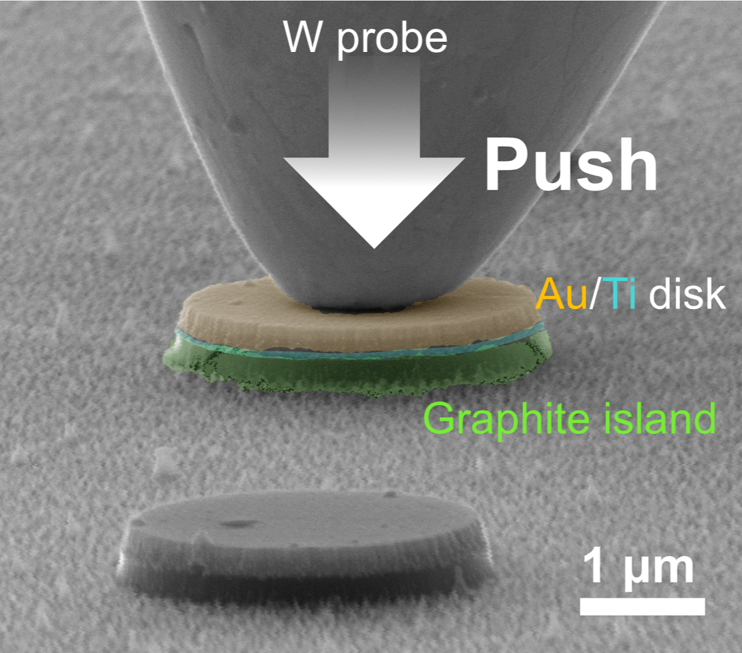 W probe
Push
Au/Ti disk
Graphite island
1 μm